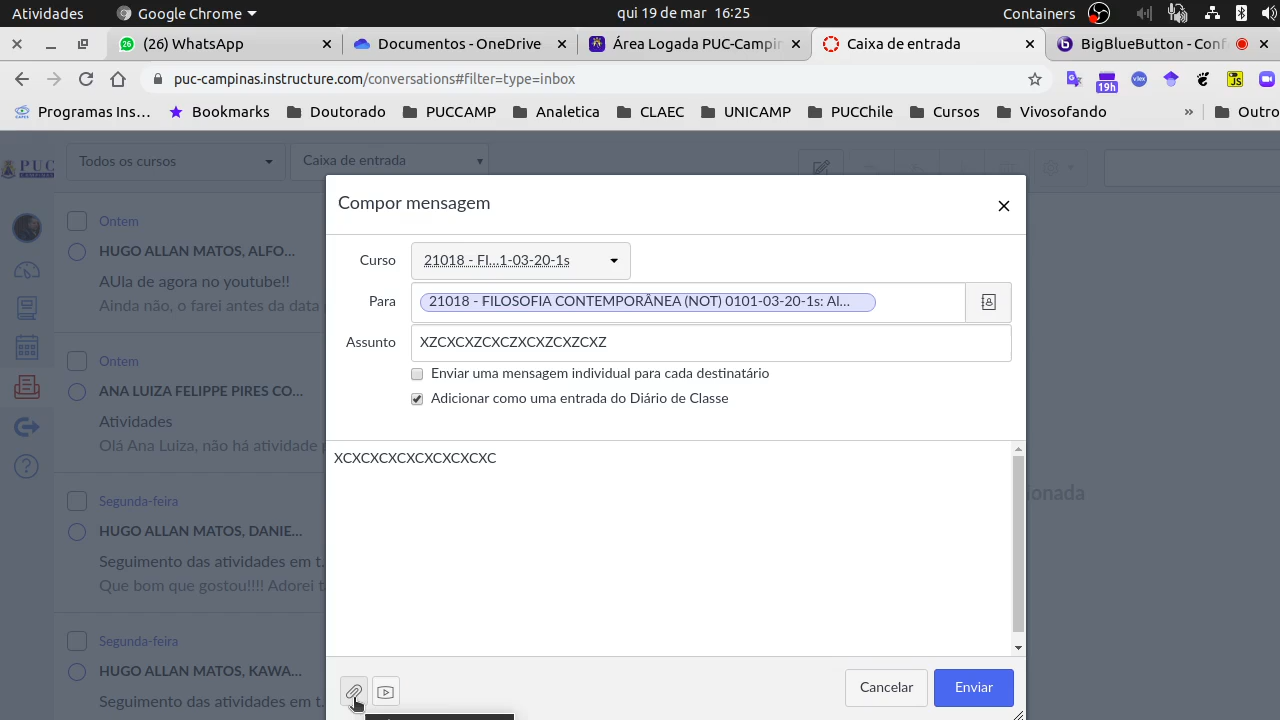 Atividades Google Chrome qui 19 de mar 16:25 Containers
(26) WhatsApp Documentos - OneDrive Área Logada PUC-Campin Caixa de entrada BigBlueButton - Conf
puc-campinas.instructure.com/conversations#filter=type=inbox vlex 19h JS
Programas Ins… Bookmarks Doutorado PUCCAMP Analetica CLAEC UNICAMP PUCChile Cursos Vivosofando » Outro
PUC Todos os cursos Caixa de entrada
Compor mensagem
Ontem
HUGO ALLAN MATOS, ALFO...
AUla de agora no youtube!!
Ainda não, o farei antes da data p
Curso 21018 - FI...1-03-20-1s
Para 21018 - FILOSOFIA CONTEMPORÂNEA (NOT) 0101-03-20-1s: Al...
Assunto XZCXCXZCXCZXCXZCXZCXZ
Enviar uma mensagem individual para cada destinatário
Adicionar como uma entrada do Diário de Classe
Ontem
ANA LUIZA FELIPPE PIRES CO...
Atividades
Olá Ana Luiza, não há atividade p
XCXCXCXCXCXCXCXCXC
ionada
Segunda-feira
HUGO ALLAN MATOS, DANIE...
Seguimento das atividades em t...
Que bom que gostou!!!! Adorei t
Segunda-feira
HUGO ALLAN MATOS, KAWA...
Seguimento das atividades em t...
Cancelar Enviar